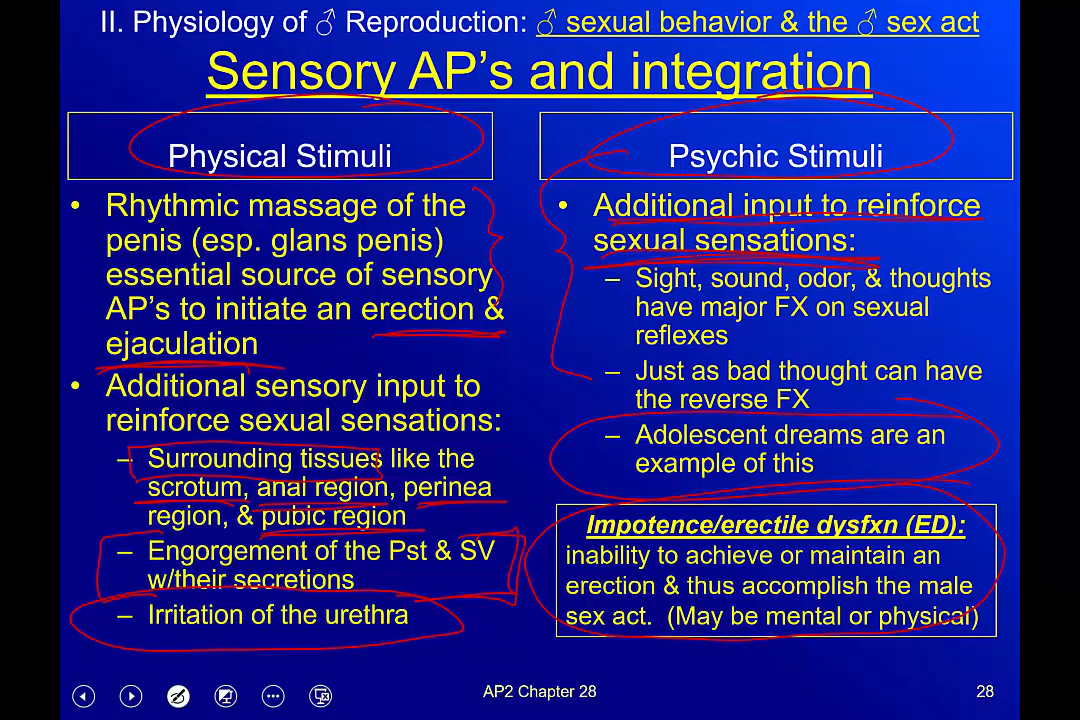 II. Physiology of ♂ Reproduction: ♂ sexual behavior & the ♂ sex act
Sensory AP's and integration
Physical Stimuli
• Rhythmic massage of the
penis (esp. glans penis)
essential source of sensory
AP's to initiate an erection &
ejaculation
• Additional sensory input to
reinforce sexual sensations:
– Surrounding tissues like the
scrotum, anal region, perinea
region, & pubic region
– Engorgement of the Pst & SV
w/their secretions
– Irritation of the urethra
Psychic Stimuli
• Additional input to reinforce
sexual sensations:
– Sight, sound, odor, & thoughts
have major FX on sexual
reflexes
– Just as bad thought can have
the reverse FX
– Adolescent dreams are an
example of this
Impotence/erectile dysfxn (ED):
inability to achieve or maintain an
erection & thus accomplish the male
sex act. (May be mental or physical)
AP2 Chapter 28
28